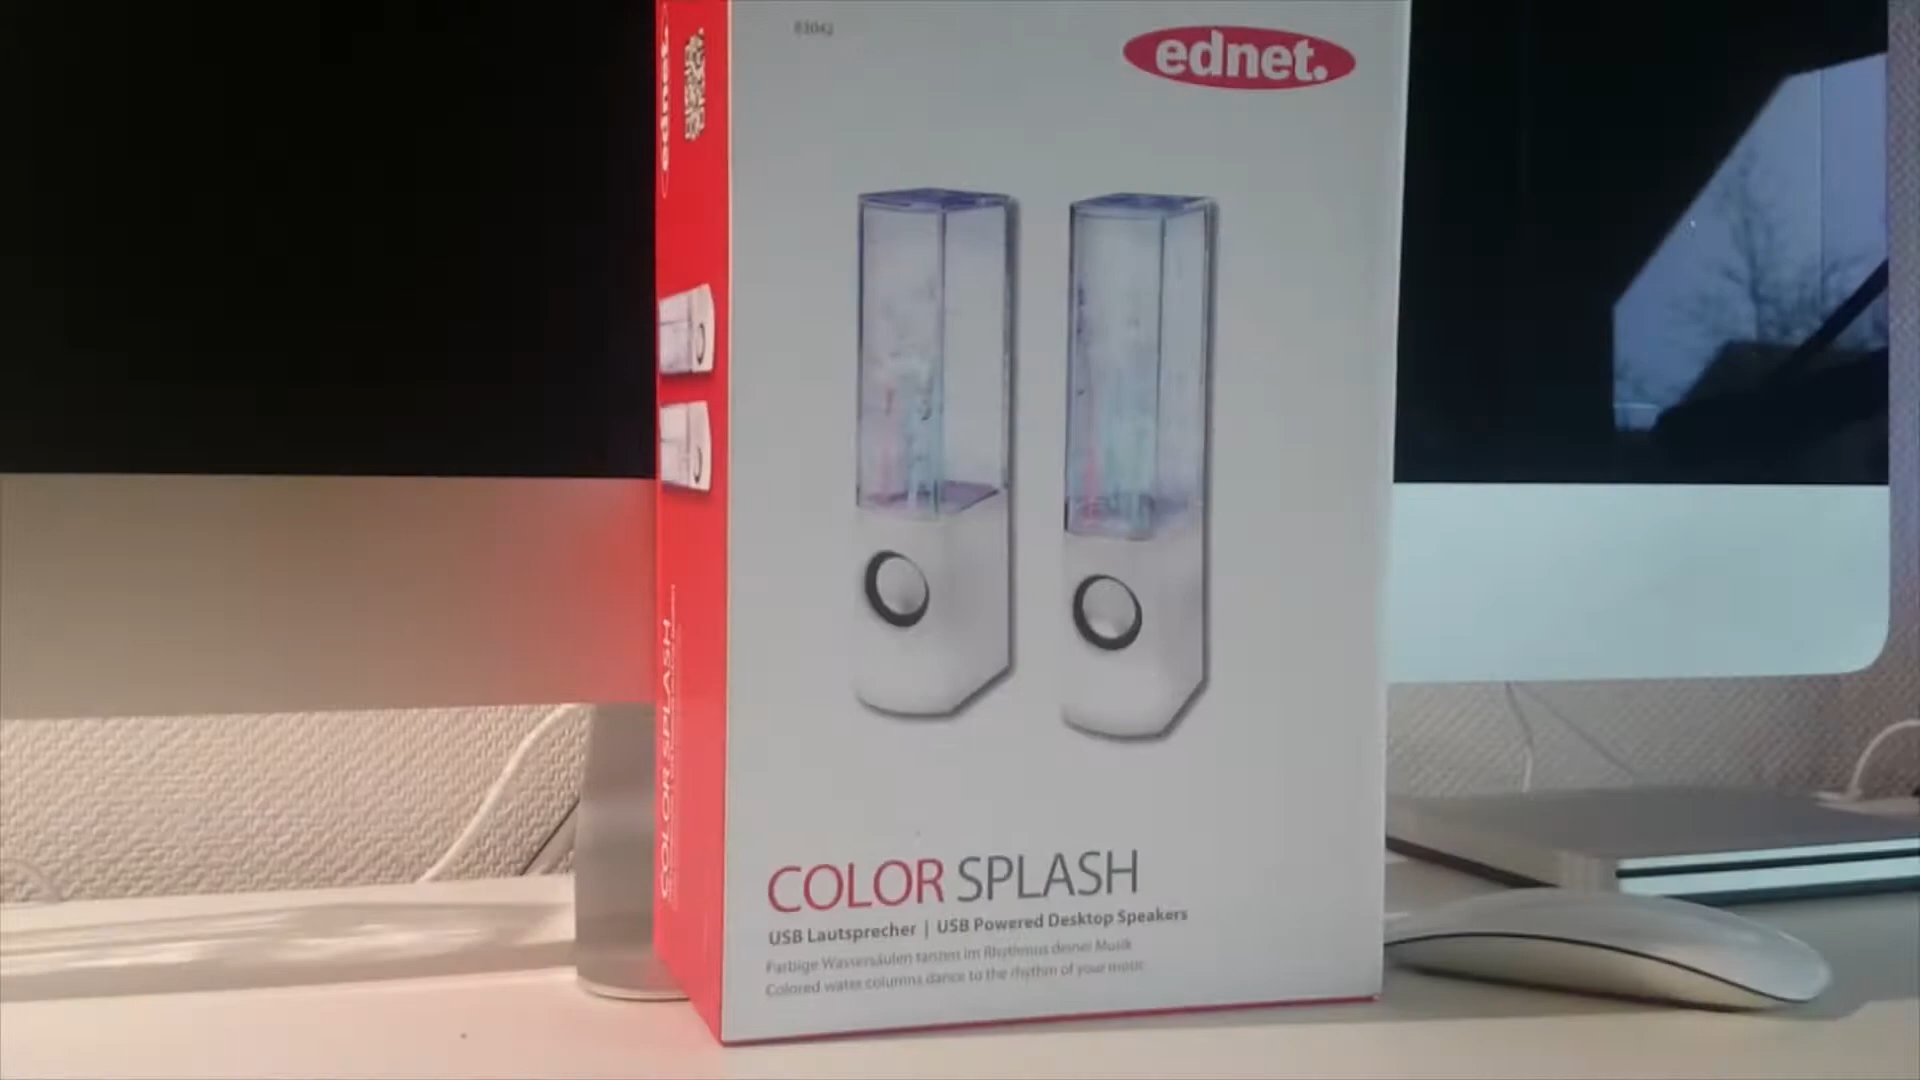 ednet.
ednet.
COLOR SPLASH
COLOR SPLASH
USB Lautsprecher | USB Powered Desktop Speakers
Farbige Wassersäulen tanzen im Rhythmus deiner Musik
Colored water columns dance to the rhythm of your music